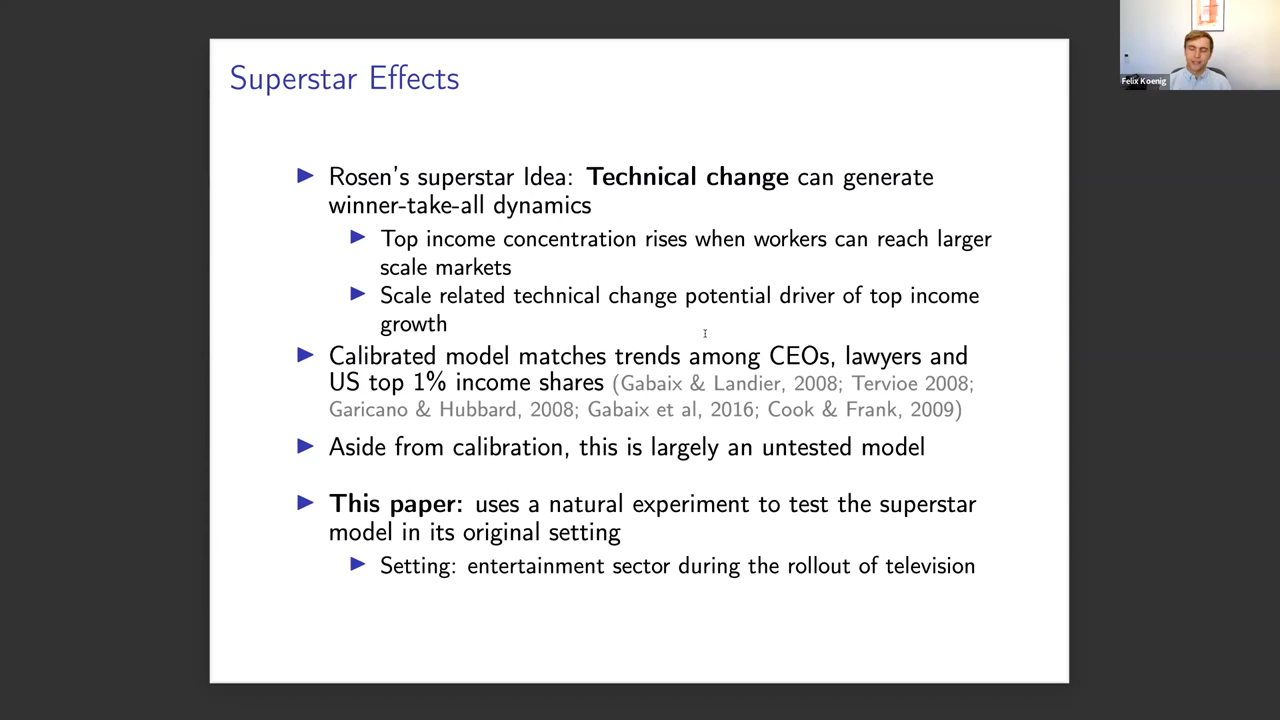 Superstar Effects
Felix Koenig
▶ Rosen's superstar Idea: Technical change can generate
winner-take-all dynamics
▶ Top income concentration rises when workers can reach larger
scale markets
▶ Scale related technical change potential driver of top income
growth
▶ Calibrated model matches trends among CEOs, lawyers and
US top 1% income shares (Gabaix & Landier, 2008; Tervioe 2008;
Garicano & Hubbard, 2008; Gabaix et al, 2016; Cook & Frank, 2009)
▶ Aside from calibration, this is largely an untested model
▶ This paper: uses a natural experiment to test the superstar
model in its original setting
▶ Setting: entertainment sector during the rollout of television